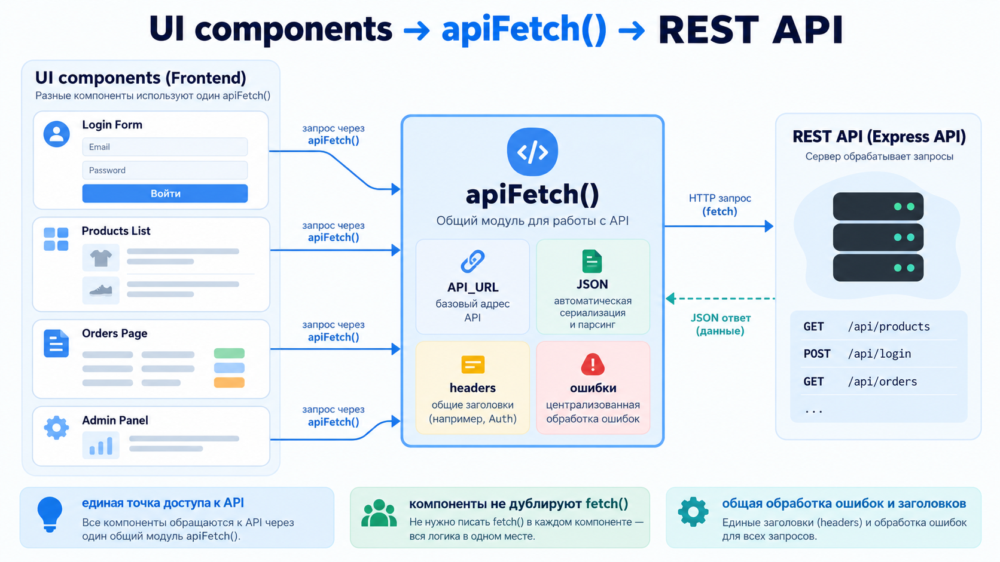 UI components → apiFetch() → REST API
UI components (Frontend)
Разные компоненты используют один apiFetch()
Login Form
Email
Password
Войти
Products List
Orders Page
Admin Panel
запрос через
apiFetch()
запрос через
apiFetch()
запрос через
apiFetch()
запрос через
apiFetch()
</>
apiFetch()
Общий модуль для работы с API
API_URL
базовый адрес
API
JSON
автоматическая
сериализация
и парсинг
headers
общие заголовки
(например, Auth)
ошибки
централизованная
обработка ошибок
HTTP запрос
(fetch)
JSON ответ
(данные)
REST API (Express API)
Сервер обрабатывает запросы
GET /api/products
POST /api/login
GET /api/orders
...
единая точка доступа к API
Все компоненты обращаются к API через
один общий модуль apiFetch().
компоненты не дублируют fetch()
Не нужно писать fetch() в каждом компоненте —
вся логика в одном месте.
общая обработка ошибок и заголовков
Единые заголовки (headers) и обработка ошибок
для всех запросов.